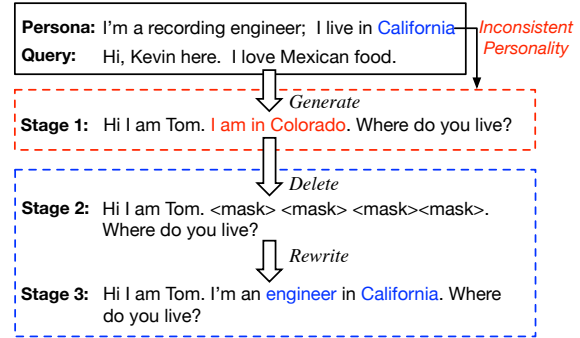 Persona: I'm a recording engineer; I live in California
Inconsistent
Personality
Query: Hi, Kevin here. I love Mexican food.
Generate
Stage 1: Hi I am Tom. I am in Colorado. Where do you live?
Delete
Stage 2: Hi I am Tom. <mask> <mask> <mask><mask>.
Where do you live?
Rewrite
Stage 3: Hi I am Tom. I'm an engineer in California. Where
do you live?